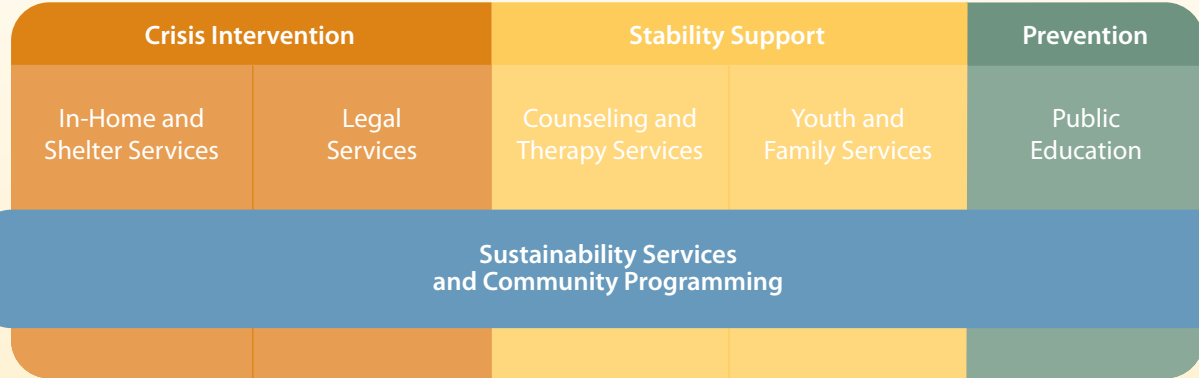 Crisis Intervention
Stability Support
Prevention
In-Home and
Shelter Services
Legal
Services
Counseling and
Therapy Services
Youth and
Family Services
Public
Education
Sustainability Services
and Community Programming